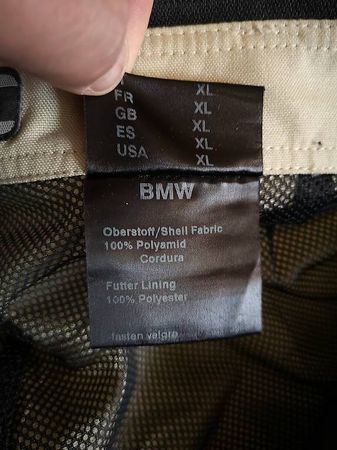 FR XL
GB XL
ES XL
USA XL
XL
BMW
Oberstoff/Shell Fabric
100% Polyamid
Cordura
Futter Lining
100% Polyester
fasten velcro